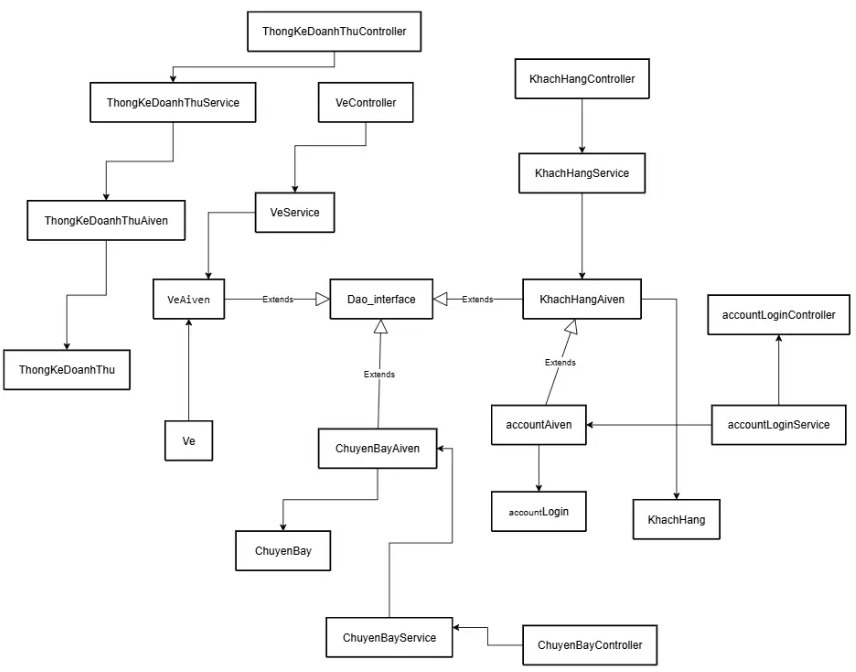 ThongKeDoanhThuController
KhachHangController
ThongKeDoanhThuService
VeController
KhachHangService
ThongKeDoanhThuAiven
VeService
VeAiven
Extends
Dao_interface
Extends
KhachHangAiven
accountLoginController
ThongKeDoanhThu
Extends
Extends
Ve
ChuyenBayAiven
accountAiven
accountLoginService
accountLogin
KhachHang
ChuyenBay
ChuyenBayService
ChuyenBayController